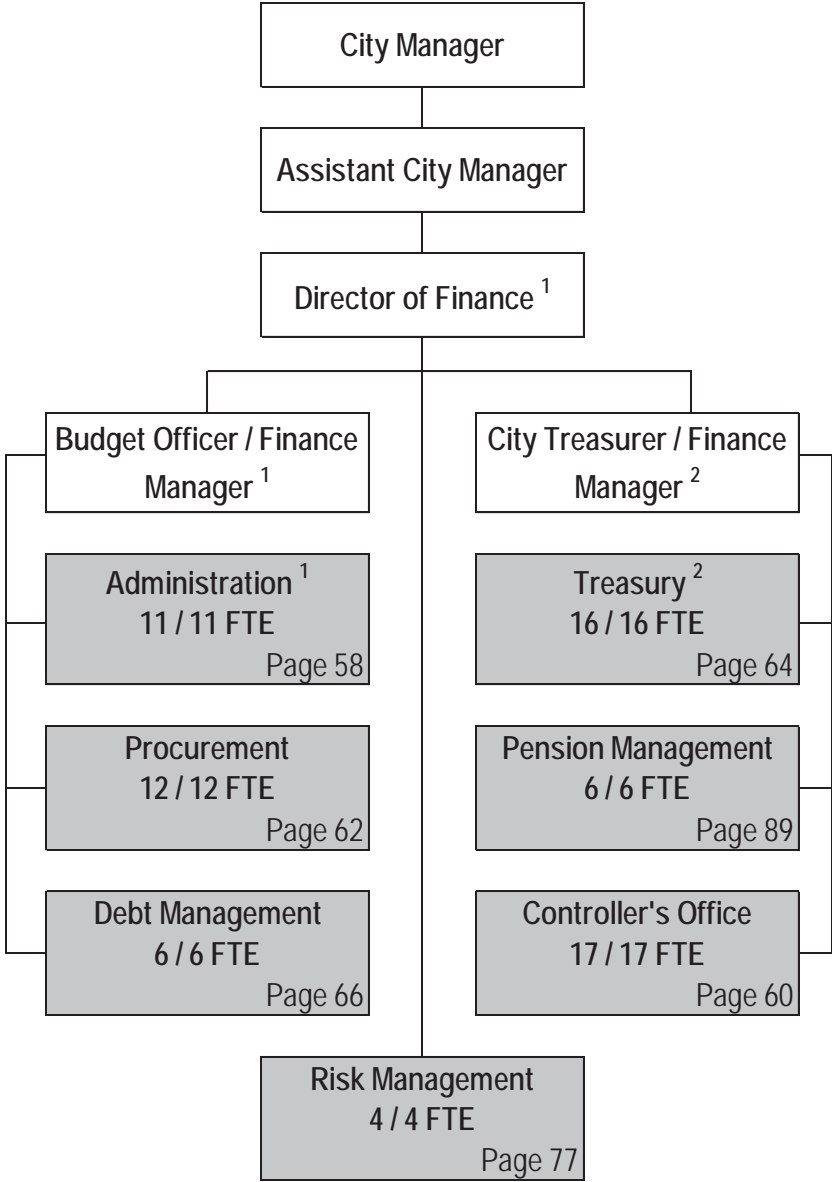 City Manager
Assistant City Manager
Director of Finance 1
Budget Officer / Finance
Manager 1
Administration 1
11 / 11 FTE
Page 58
Procurement
12 / 12 FTE
Page 62
Debt Management
6 / 6 FTE
Page 66
City Treasurer / Finance
Manager 2
Treasury 2
16 / 16 FTE
Page 64
Pension Management
6 / 6 FTE
Page 89
Controller's Office
17 / 17 FTE
Page 60
Risk Management
4 / 4 FTE
Page 77